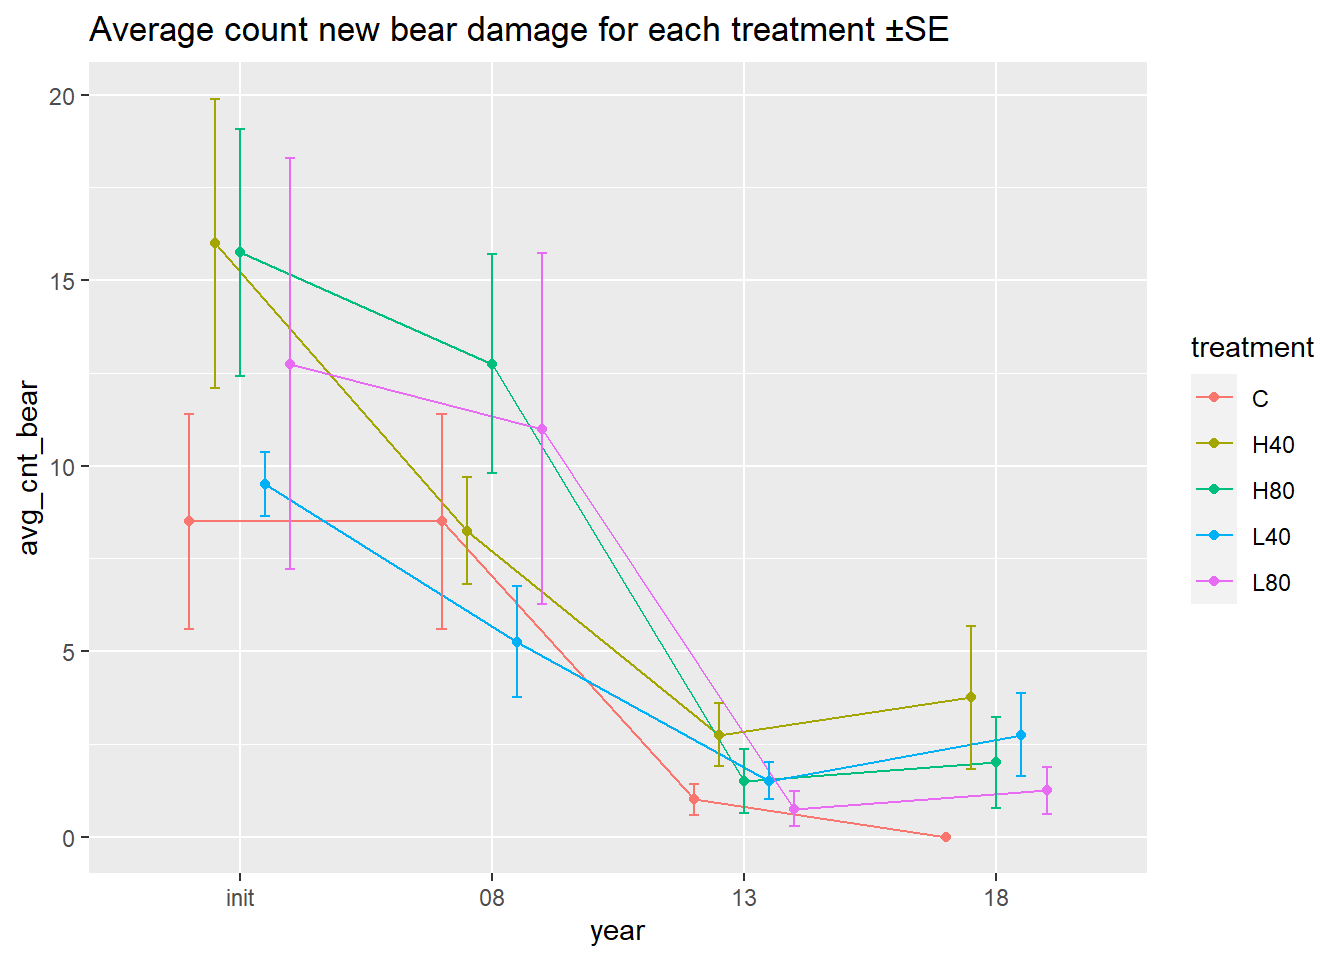 Average count new bear damage for each treatment ±SE
avg_cnt_bear
20
15
10
5
0
init 08 13 18
year
treatment
C
H40
H80
L40
L80